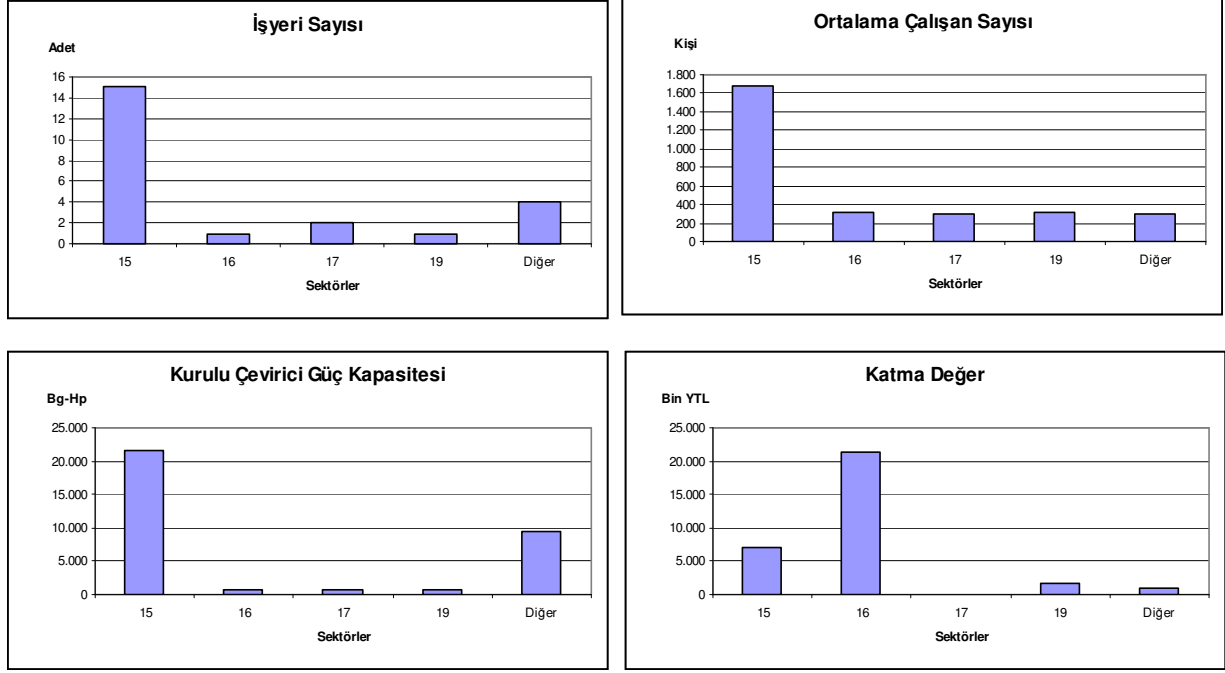 İşyeri Sayısı
Adet
16
14
12
10
8
6
4
2
0
15 16 17 19 Diğer
Sektörler
Ortalama Çalışan Sayısı
Kişi
1.800
1.600
1.400
1.200
1.000
800
600
400
200
0
15 16 17 19 Diğer
Sektörler
Kurulu Çevirici Güç Kapasitesi
Bg-Hp
25.000
20.000
15.000
10.000
5.000
0
15 16 17 19 Diğer
Sektörler
Katma Değer
Bin YTL
25.000
20.000
15.000
10.000
5.000
0
15 16 17 19 Diğer
Sektörler